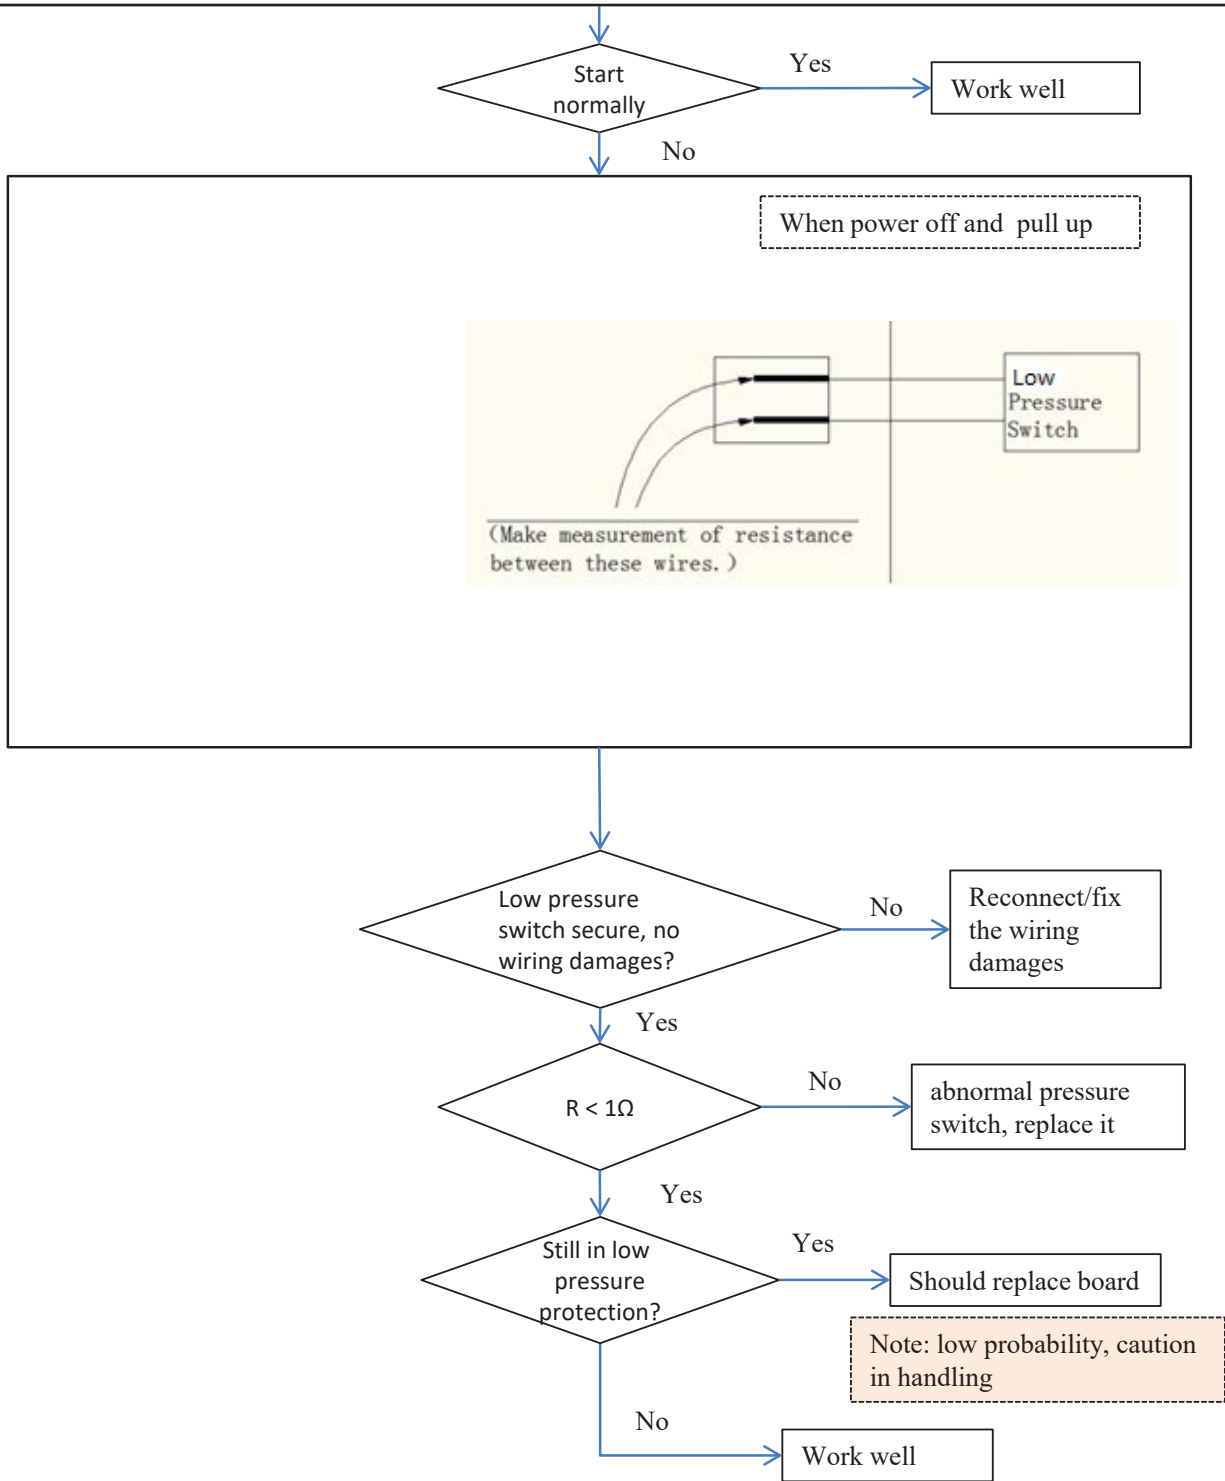 Start
normally
Yes
Work well
No
When power off and pull up
Low
Pressure
Switch
(Make measurement of resistance
between these wires.)
Low pressure
switch secure, no
wiring damages?
No
Reconnect/fix
the wiring
damages
Yes
R < 1Ω
No
abnormal pressure
switch, replace it
Yes
Still in low
pressure
protection?
Yes
Should replace board
Note: low probability, caution
in handling
No
Work well